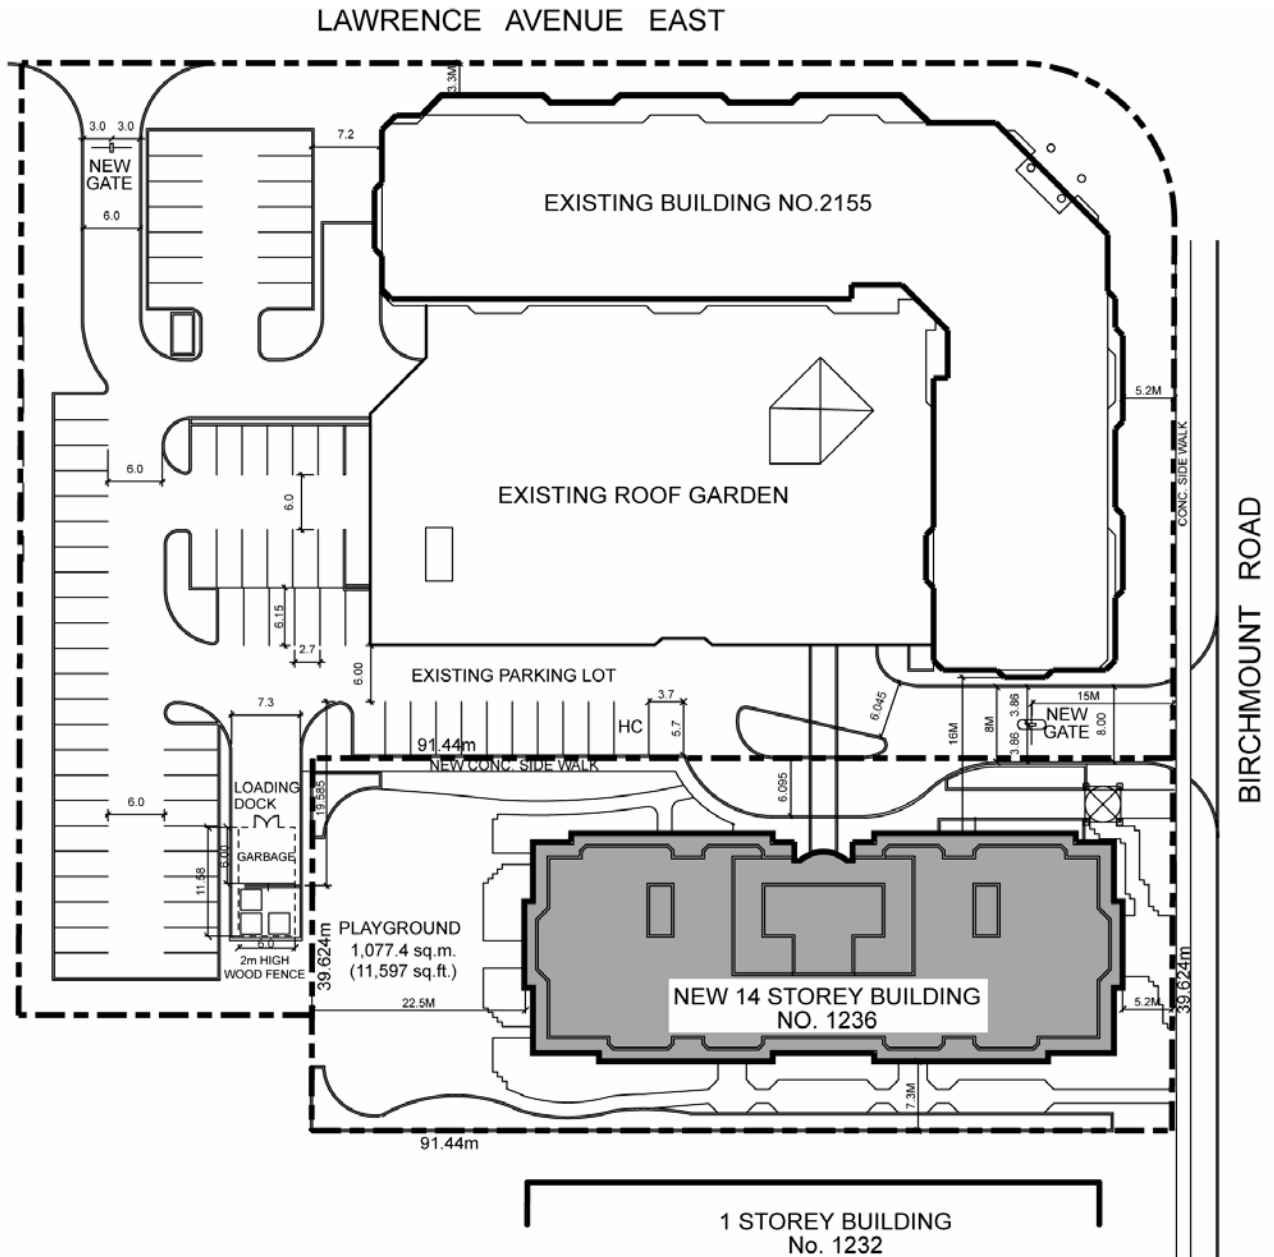 LAWRENCE AVENUE EAST
3.3M
3.0 3.0
7.2
NEW
GATE
6.0
EXISTING BUILDING NO.2155
5.2M
CONC. SIDE WALK
6.0
6.0
EXISTING ROOF GARDEN
BIRCHMOUNT ROAD
6.15
2.7
6.00
EXISTING PARKING LOT
7.3
3.7
HC
5.7
6.045
16M
8M
3.86
3.86
15M
NEW
GATE
8.00
91.44m
NEW CONC. SIDE WALK
6.095
19.585
LOADING
DOCK
6.0
GARBAGE
6.00
11.58
6.0
2m HIGH
WOOD FENCE
39.624m
PLAYGROUND
1,077.4 sq.m.
(11,597 sq.ft.)
22.5M
NEW 14 STOREY BUILDING
NO. 1236
5.2M
39.624m
7.3M
91.44m
1 STOREY BUILDING
No. 1232